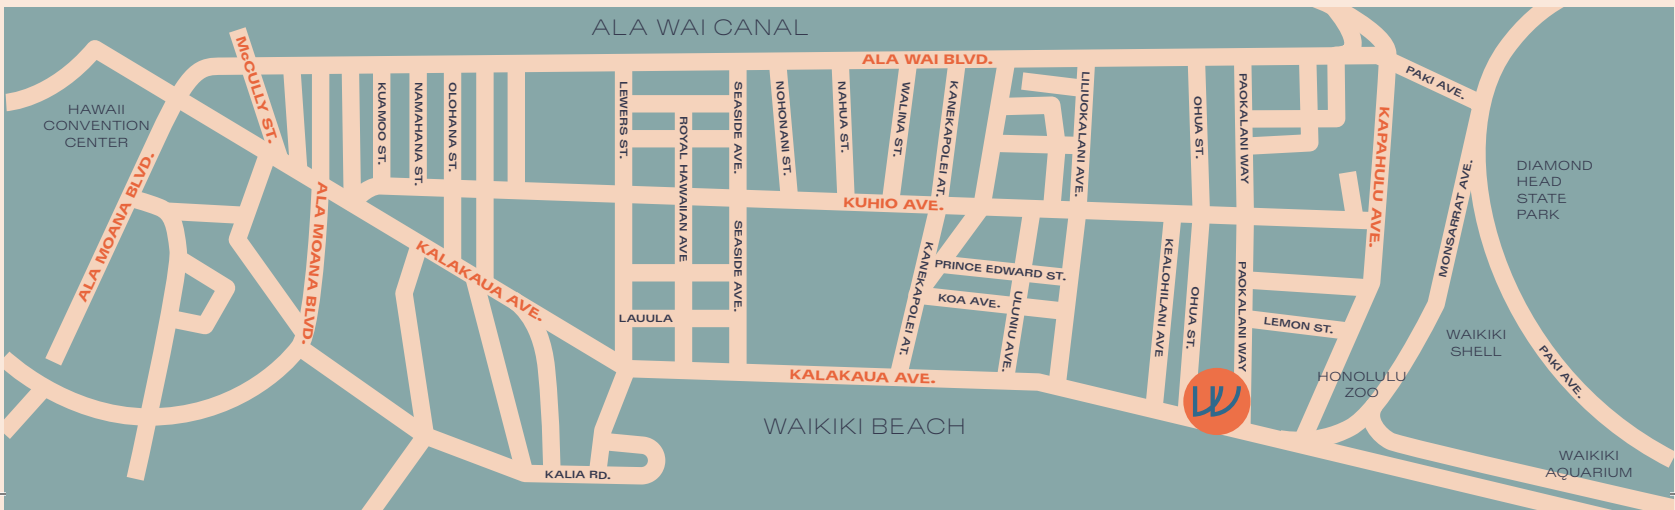 ALA WAI CANAL
McCULLY ST.
ALA WAI BLVD.
PAKI AVE.
HAWAII
CONVENTION
CENTER
KUAMOO ST.
NAMAHANA ST.
OLOHANA ST.
LEWERS ST.
ROYAL HAWAIIAN AVE
SEASIDE AVE.
NOHONANI ST.
NAHUA ST.
WALINA ST.
KANEKAPOLEI AT.
LILIUOKALANI AVE.
OHUA ST.
PAOKALANI WAY
KAPAHULU AVE.
MONSARRAT AVE.
DIAMOND
HEAD
STATE
PARK
ALA MOANA BLVD.
ALA MOANA BLVD.
KUHIO AVE.
KALAKAUA AVE.
SEASIDE AVE.
KANEKAPOLEI AT.
PRINCE EDWARD ST.
KOA AVE.
ULUNIU AVE.
KEALOHILANI AVE
OHUA ST.
PAOKALANI WAY
LAUULA
LEMON ST.
WAIKIKI
SHELL
PAKI AVE.
KALAKAUA AVE.
HONOLULU
ZOO
WAIKIKI BEACH
WAIKIKI
AQUARIUM
KALIA RD.